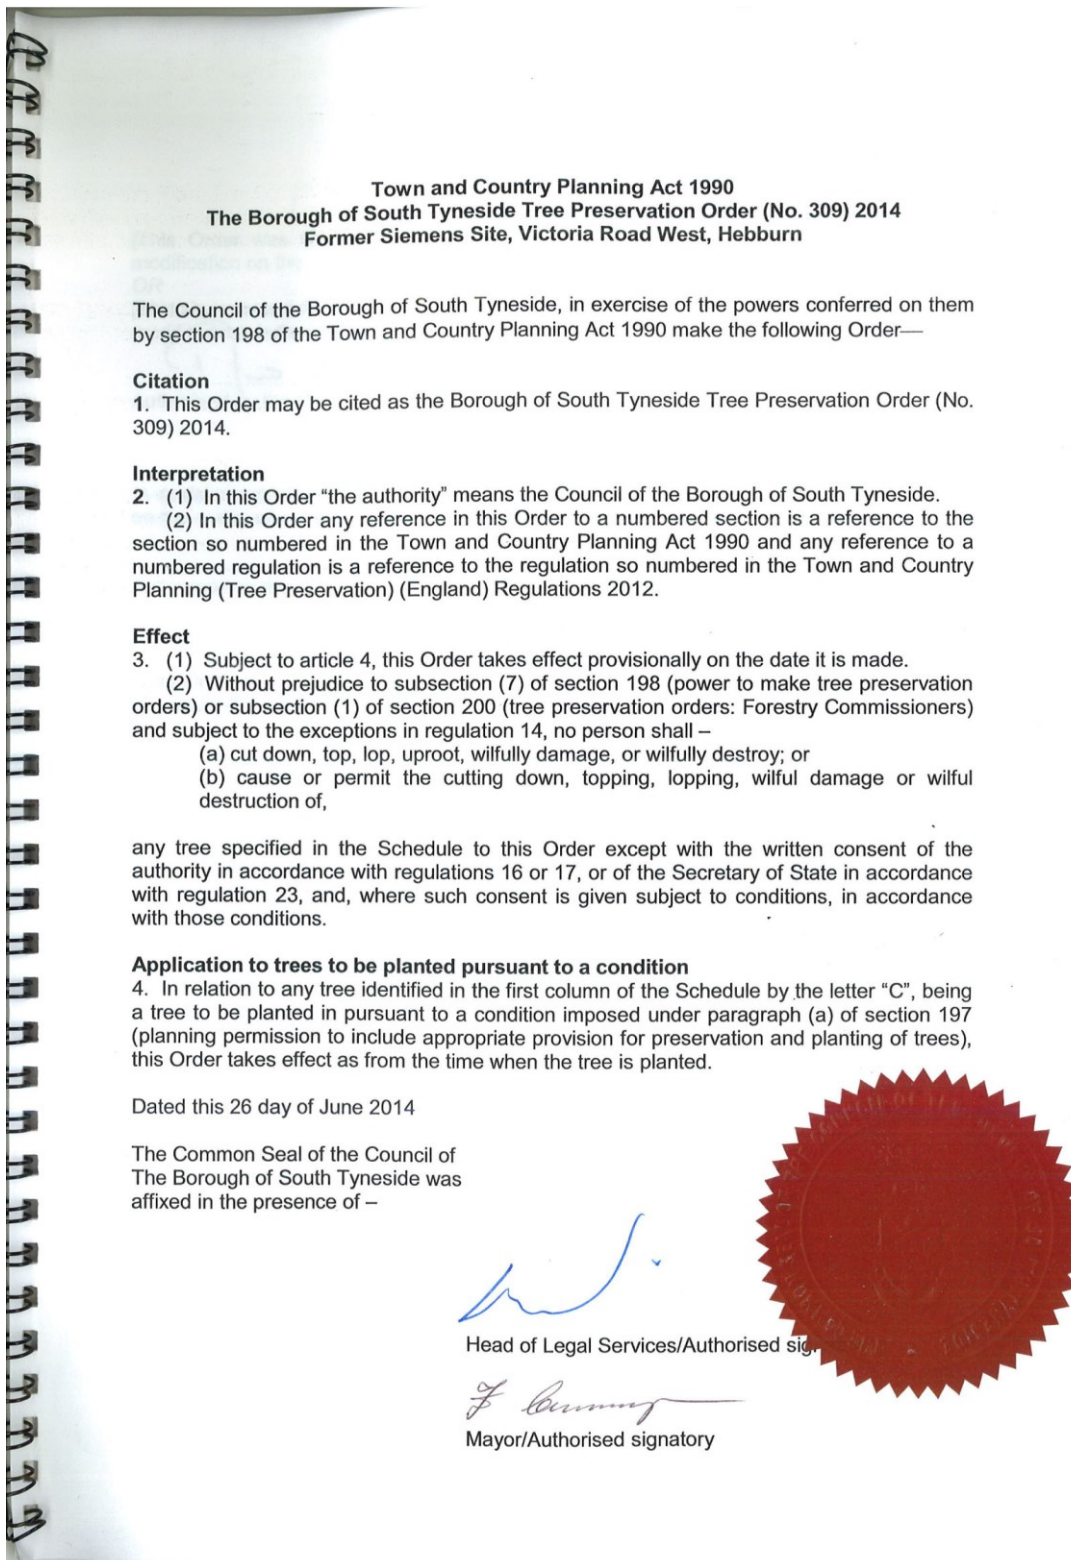 Town and Country Planning Act 1990
The Borough of South Tyneside Tree Preservation Order (No. 309) 2014
Former Siemens Site, Victoria Road West, Hebburn
The Council of the Borough of South Tyneside, in exercise of the powers conferred on them
by section 198 of the Town and Country Planning Act 1990 make the following Order—
Citation
1. This Order may be cited as the Borough of South Tyneside Tree Preservation Order (No.
309) 2014.
Interpretation
2. (1) In this Order “the authority” means the Council of the Borough of South Tyneside.
(2) In this Order any reference in this Order to a numbered section is a reference to the
section so numbered in the Town and Country Planning Act 1990 and any reference to a
numbered regulation is a reference to the regulation so numbered in the Town and Country
Planning (Tree Preservation) (England) Regulations 2012.
Effect
3. (1) Subject to article 4, this Order takes effect provisionally on the date it is made.
(2) Without prejudice to subsection (7) of section 198 (power to make tree preservation
orders) or subsection (1) of section 200 (tree preservation orders: Forestry Commissioners)
and subject to the exceptions in regulation 14, no person shall –
(a) cut down, top, lop, uproot, wilfully damage, or wilfully destroy; or
(b) cause or permit the cutting down, topping, lopping, wilful damage or wilful
destruction of,
any tree specified in the Schedule to this Order except with the written consent of the
authority in accordance with regulations 16 or 17, or of the Secretary of State in accordance
with regulation 23, and, where such consent is given subject to conditions, in accordance
with those conditions.
Application to trees to be planted pursuant to a condition
4. In relation to any tree identified in the first column of the Schedule by the letter “C”, being
a tree to be planted in pursuant to a condition imposed under paragraph (a) of section 197
(planning permission to include appropriate provision for preservation and planting of trees),
this Order takes effect as from the time when the tree is planted.
Dated this 26 day of June 2014
The Common Seal of the Council of
The Borough of South Tyneside was
affixed in the presence of –
Head of Legal Services/Authorised
Mayor/Authorised signatory